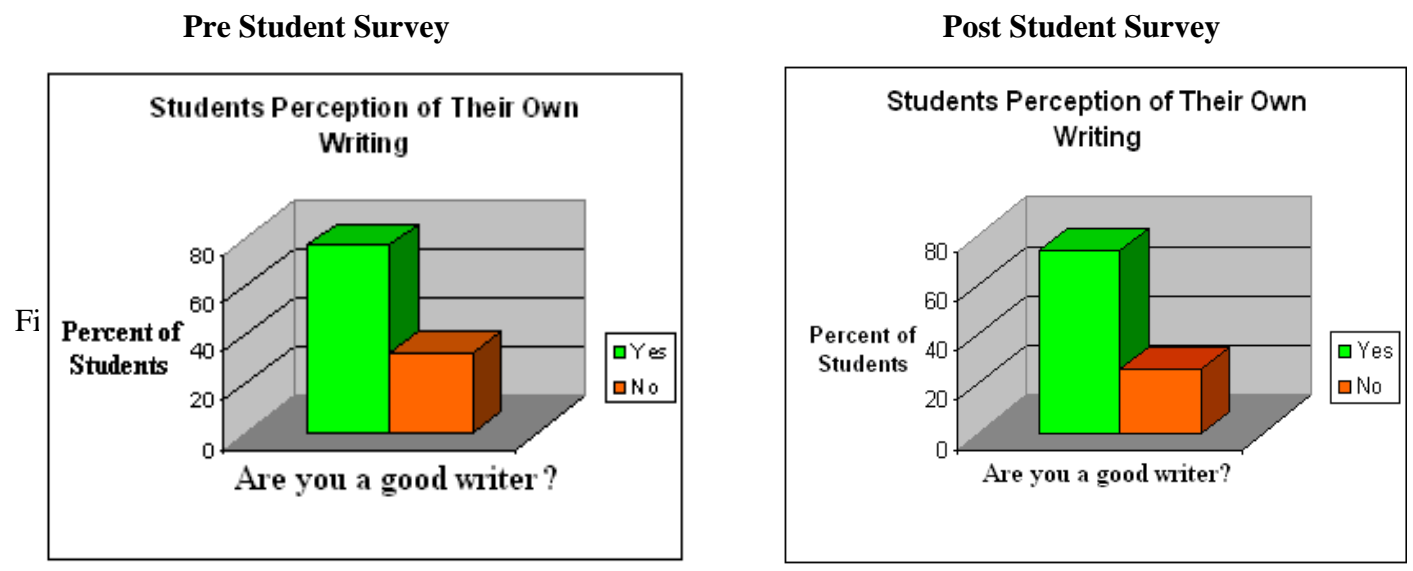 Pre Student Survey
Post Student Survey
Students Perception of Their Own
Writing
80
60
40
20
0
Percent of
Students
Yes
No
Are you a good writer?
Fi
Students Perception of Their Own
Writing
80
60
40
20
0
Percent of
Students
Yes
No
Are you a good writer?